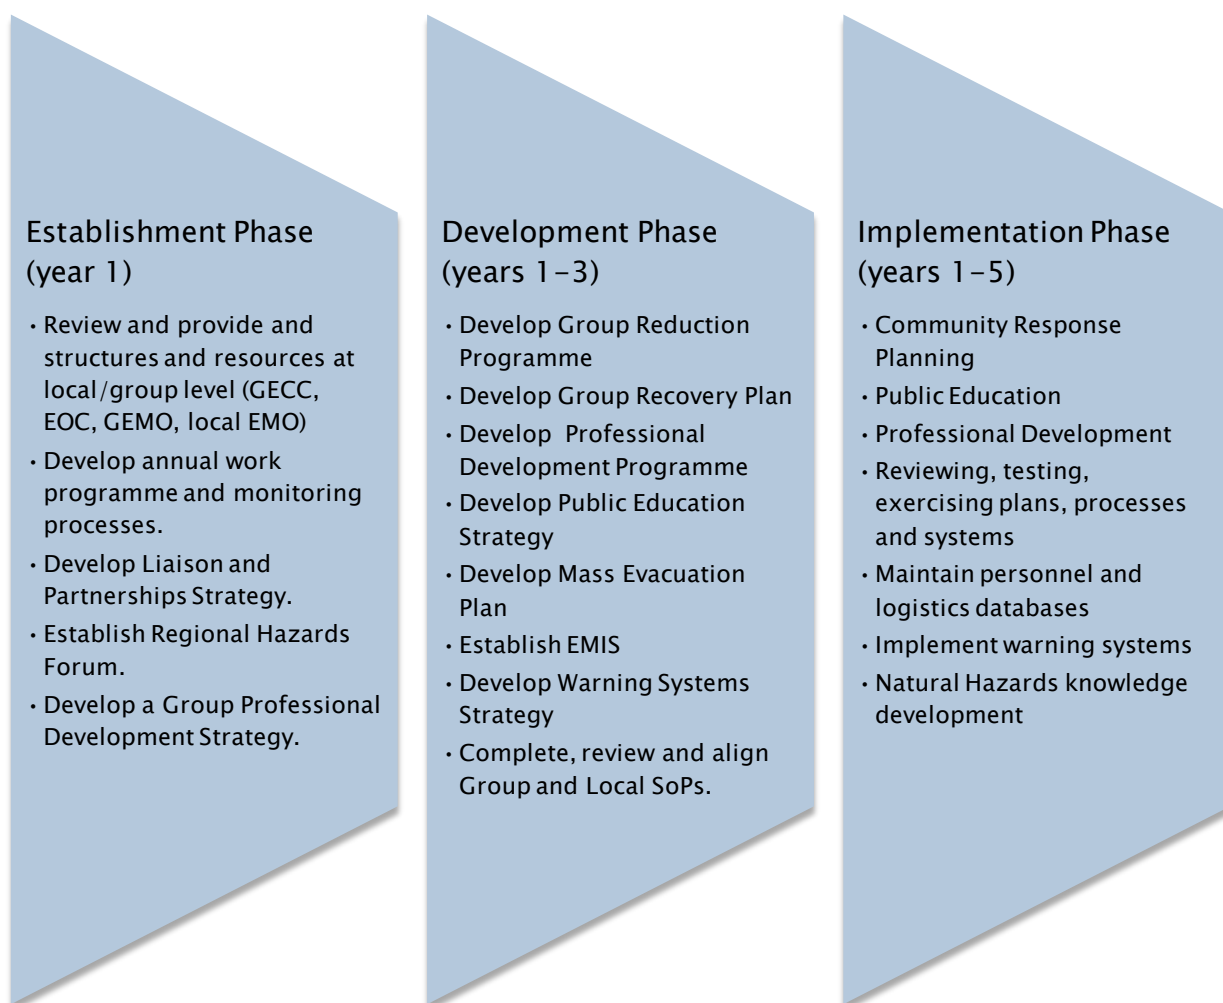 Establishment Phase
(year 1)
• Review and provide and
structures and resources at
local/group level (GECC,
EOC, GEMO, local EMO)
• Develop annual work
programme and monitoring
processes.
• Develop Liaison and
Partnerships Strategy.
• Establish Regional Hazards
Forum.
• Develop a Group Professional
Development Strategy.
Development Phase
(years 1–3)
• Develop Group Reduction
Programme
• Develop Group Recovery Plan
• Develop Professional
Development Programme
• Develop Public Education
Strategy
• Develop Mass Evacuation
Plan
• Establish EMIS
• Develop Warning Systems
Strategy
• Complete, review and align
Group and Local SoPs.
Implementation Phase
(years 1–5)
• Community Response
Planning
• Public Education
• Professional Development
• Reviewing, testing,
exercising plans, processes
and systems
• Maintain personnel and
logistics databases
• Implement warning systems
• Natural Hazards knowledge
development